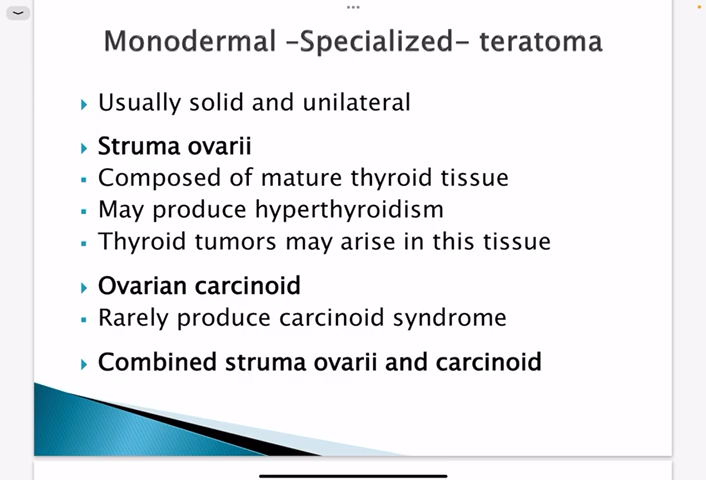 Monodermal –Specialized– teratoma
Usually solid and unilateral
Struma ovarii
Composed of mature thyroid tissue
May produce hyperthyroidism
Thyroid tumors may arise in this tissue
Ovarian carcinoid
Rarely produce carcinoid syndrome
Combined struma ovarii and carcinoid